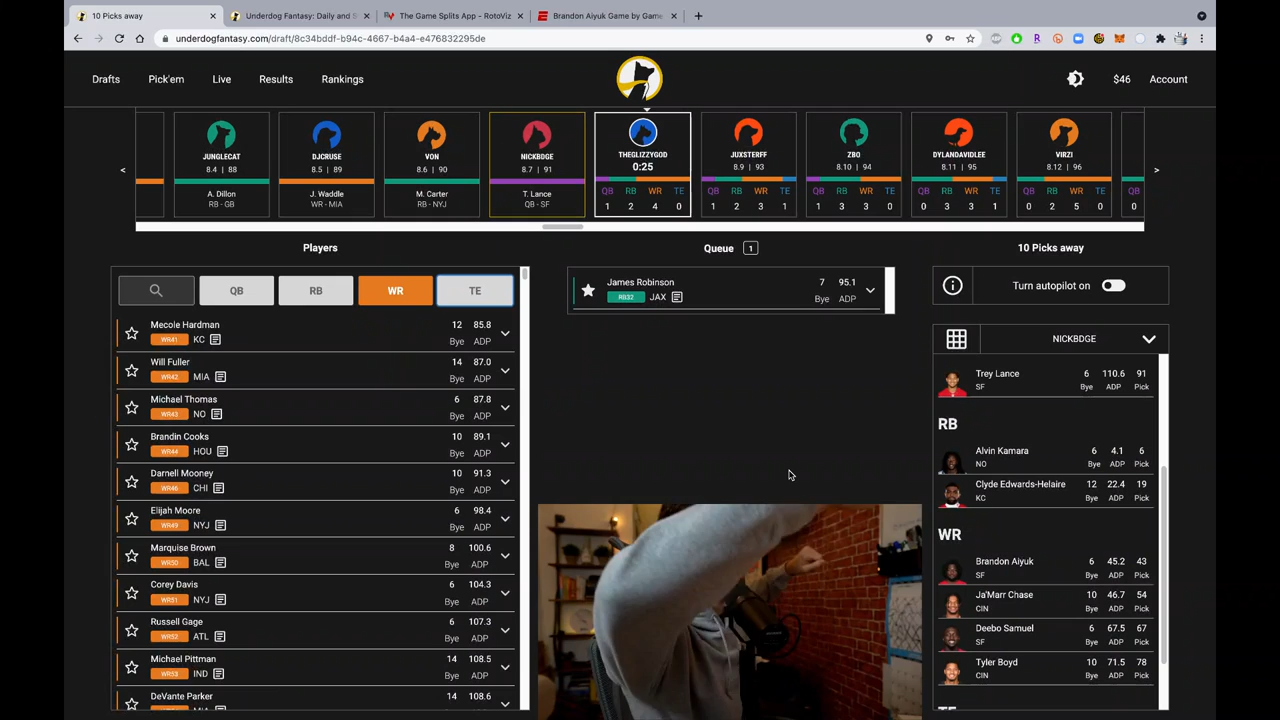 10 Picks away
Underdog Fantasy: Daily and S
The Game Splits App - RotoViz
Brandon Aiyuk Game by Game
underdogfantasy.com/draft/8c34bddf-b94c-4667-b4a4-e476832295de
Drafts Pick'em Live Results Rankings $46 Account
JUNGLECAT
8.4 | 88
A. Dillon
RB - GB
DJCRUSE
8.5 | 89
J. Waddle
WR - MIA
VON
8.6 | 90
M. Carter
RB - NYJ
NICKBDGE
8.7 | 91
T. Lance
QB - SF
THEGLIZZYGOD
0:25
QB RB WR TE
1 2 4 0
JUXSTERFF
8.9 | 93
QB RB WR TE
1 2 3 1
ZBO
8.10 | 94
QB RB WR TE
1 3 3 0
DYLANDAVIDLEE
8.11 | 95
QB RB WR TE
0 3 3 1
VIRZI
8.12 | 96
QB RB WR TE
0 2 5 0
QB
0
< >
Players
QB RB WR TE
Mecole Hardman 12 85.8
WR41 KC Bye ADP
Will Fuller 14 87.0
WR42 MIA Bye ADP
Michael Thomas 6 87.8
WR43 NO Bye ADP
Brandin Cooks 10 89.1
WR44 HOU Bye ADP
Darnell Mooney 10 91.3
WR46 CHI Bye ADP
Elijah Moore 6 98.4
WR49 NYJ Bye ADP
Marquise Brown 8 100.6
WR50 BAL Bye ADP
Corey Davis 6 104.3
WR51 NYJ Bye ADP
Russell Gage 6 107.3
WR52 ATL Bye ADP
Michael Pittman 14 108.5
WR53 IND Bye ADP
DeVante Parker 14 108.6
Queue 1
James Robinson 7 95.1
RB32 JAX Bye ADP
10 Picks away
Turn autopilot on
NICKBDGE
Trey Lance 6 110.6 91
SF Bye ADP Pick
RB
Alvin Kamara 6 4.1 6
NO Bye ADP Pick
Clyde Edwards-Helaire 12 22.4 19
KC Bye ADP Pick
WR
Brandon Aiyuk 6 45.2 43
SF Bye ADP Pick
Ja'Marr Chase 10 46.7 54
CIN Bye ADP Pick
Deebo Samuel 6 67.5 67
SF Bye ADP Pick
Tyler Boyd 10 71.5 78
CIN Bye ADP Pick